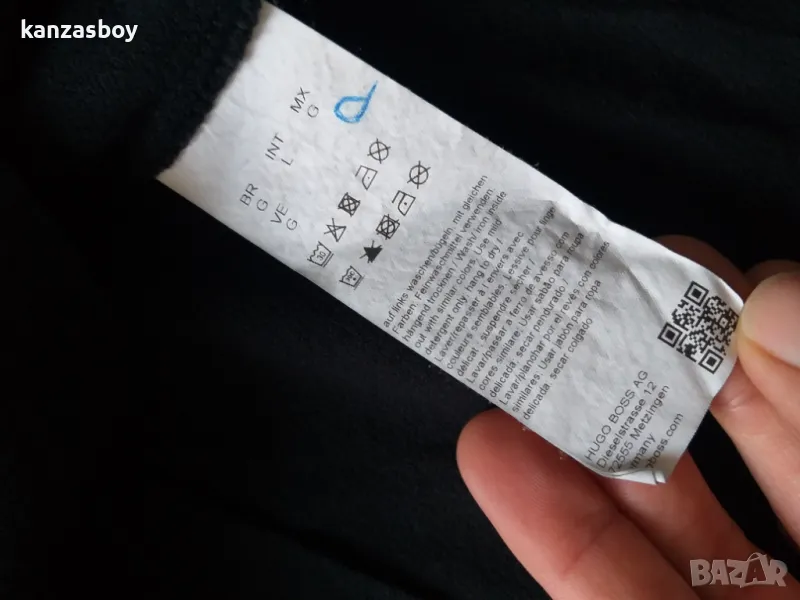 kanzasboy
MX
G
INT
L
BR
G
VE
G
30
auf links waschen/bügeln, mit gleichen
Farben. Feinwaschmittel verwenden.
hängend trocknen / Wash/ iron inside
out with similar colors. Use mild
detergent only. hang to dry /
Laver/repasser à l envers avec
couleurs semblables. Lessive pour linge
délicat ; suspendre -sécher /
Lavar/passar a ferro de avesso com
cores similare. Usar sabão para roupa
delicada, secar pendurado /
Lavar/planchar por el revés con colores
similares. Usar jabón para ropa
delicada. secar colgado
HUGO BOSS AG
Dieselstrasse 12
72555 Metzingen
many
boss.com
BAZAR